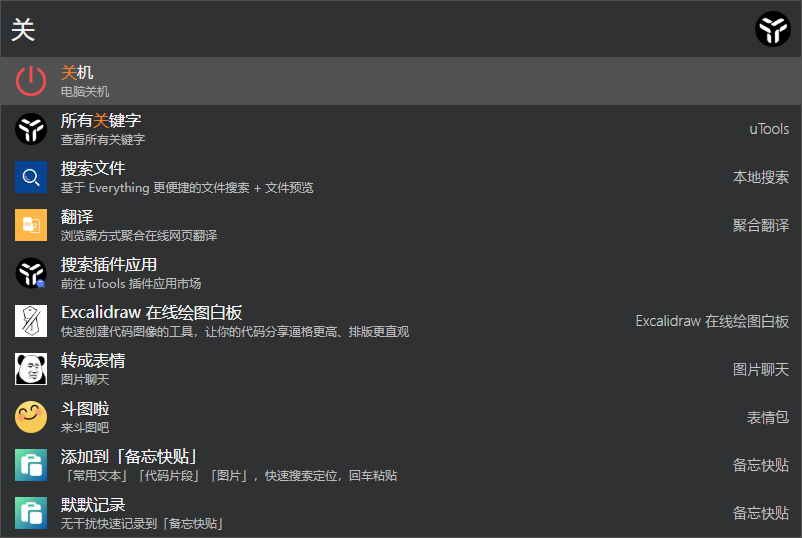 关
关机
电脑关机
所有关键字
查看所有关键字
uTools
搜索文件
基于 Everything 更便捷的文件搜索 + 文件预览
本地搜索
翻译
浏览器方式聚合在线网页翻译
聚合翻译
搜索插件应用
前往 uTools 插件应用市场
Excalidraw 在线绘图白板
快速创建代码图像的工具，让你的代码分享逼格更高、排版更直观
Excalidraw 在线绘图白板
转成表情
图片聊天
图片聊天
斗图啦
来斗图吧
表情包
添加到「备忘快贴」
「常用文本」「代码片段」「图片」，快速搜索定位，回车粘贴
备忘快贴
默默记录
无干扰快速记录到「备忘快贴」
备忘快贴